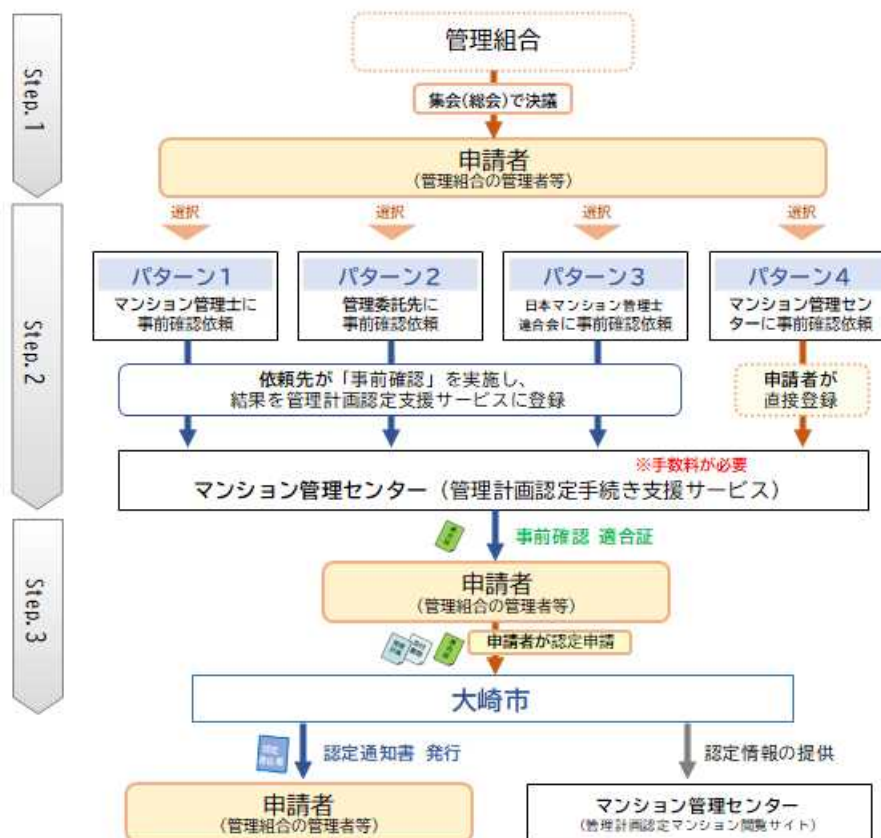 Step.1
管理組合
集会(総会)で決議
申請者
(管理組合の管理者等)
Step.2
選択
選択
選択
選択
パターン1
マンション管理士に
事前確認依頼
パターン2
管理委託先に
事前確認依頼
パターン3
日本マンション管理士
連合会に事前確認依頼
パターン4
マンション管理セン
ターに事前確認依頼
依頼先が「事前確認」を実施し、
結果を管理計画認定支援サービスに登録
申請者が
直接登録
※手数料が必要
マンション管理センター(管理計画認定手続き支援サービス)
Step.3
事前確認 適合証
申請者
(管理組合の管理者等)
申請者が認定申請
大崎市
認定通知書 発行
認定情報の提供
申請者
(管理組合の管理者等)
マンション管理センター
(管理計画認定マンション閲覧サイト)